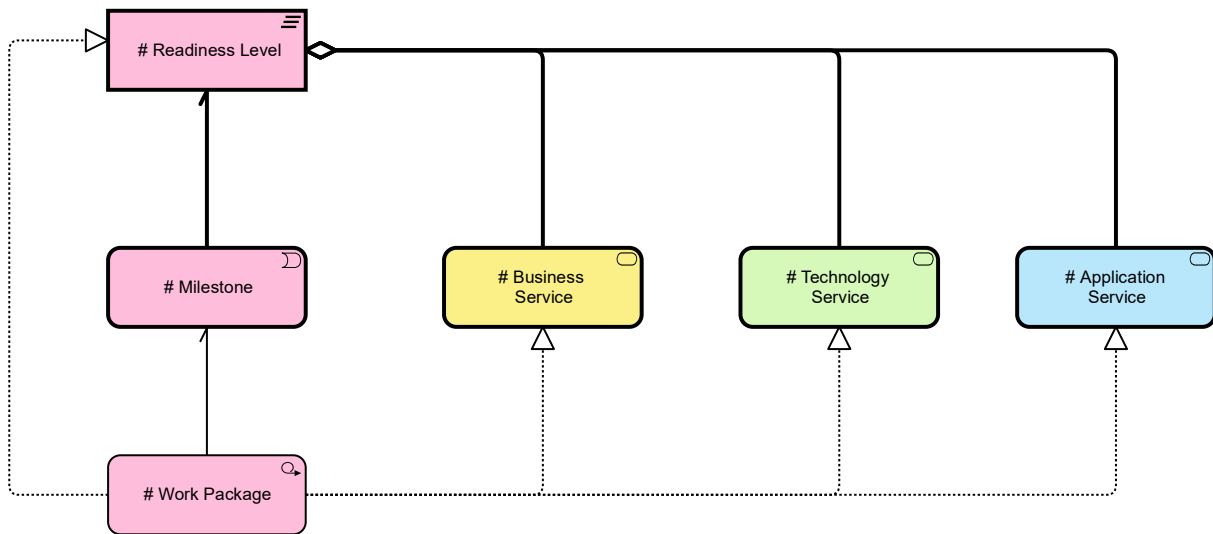 # Readiness Level
# Milestone
# Business
Service
# Technology
Service
# Application
Service
# Work Package